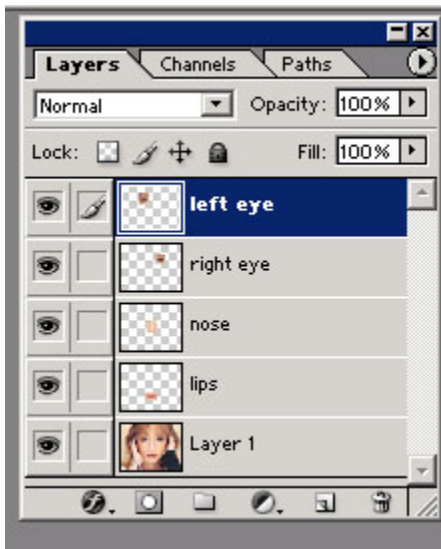 Layers Channels Paths
Normal Opacity: 100%
Lock: Fill: 100%
left eye
right eye
nose
lips
Layer 1